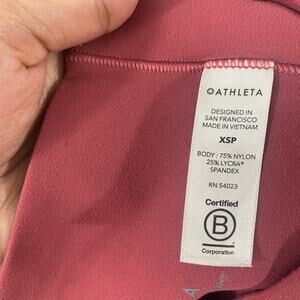 ATHLETA
DESIGNED IN
SAN FRANCISCO
MADE IN VIETNAM
XSP
BODY : 75% NYLON
25% LYCRA®
SPANDEX
RN 54023
Certified
B
Corporation